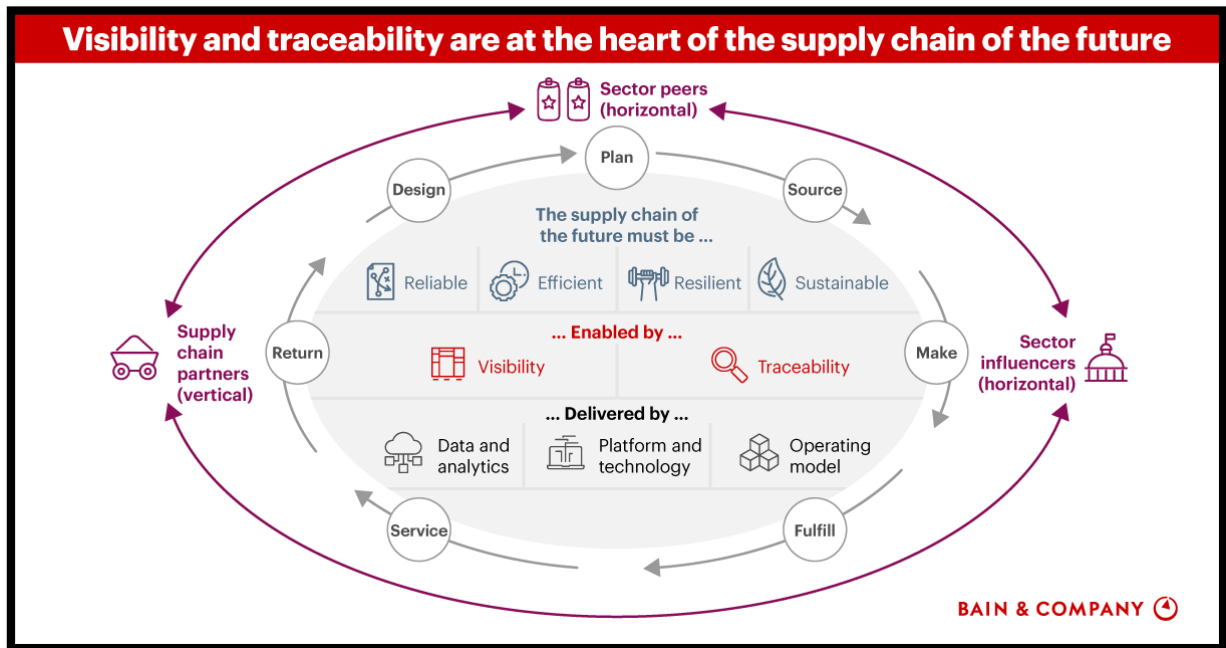 Visibility and traceability are at the heart of the supply chain of the future
Sector peers
(horizontal)
Plan
Design
Source
The supply chain of
the future must be ...
Reliable
Efficient
Resilient
Sustainable
... Enabled by ...
Supply
chain
partners
(vertical)
Return
Visibility
Traceability
Make
Sector
influencers
(horizontal)
... Delivered by ...
Data and
analytics
Platform and
technology
Operating
model
Service
Fulfill
BAIN & COMPANY